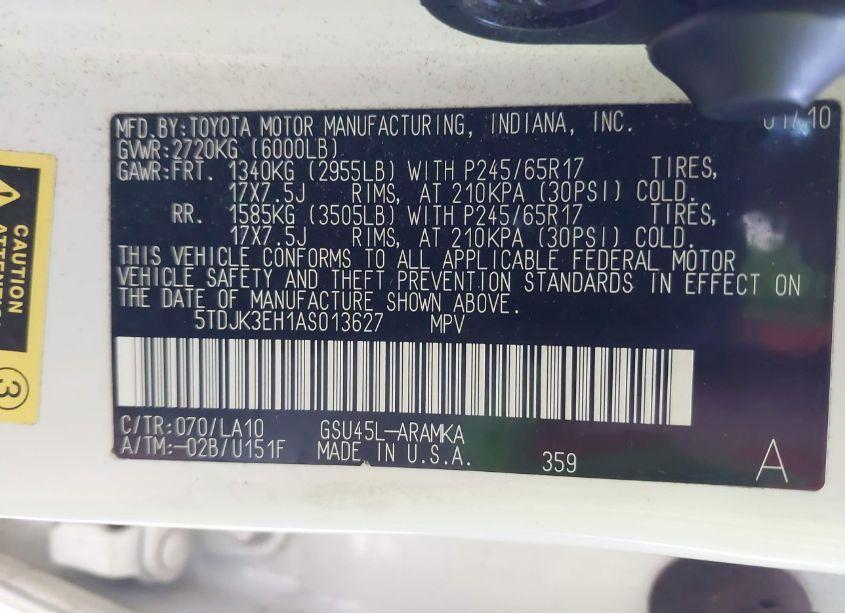 MFD.BY:TOYOTA MOTOR MANUFACTURING, INDIANA, INC. 01/10
GVWR:2720KG (6000LB)
GAWR:FRT. 1340KG (2955LB) WITH P245/65R17 TIRES,
17X7.5J RIMS, AT 210KPA (30PSI) COLD.
RR. 1585KG (3505LB) WITH P245/65R17 TIRES,
17X7.5J RIMS, AT 210KPA (30PSI) COLD.
THIS VEHICLE CONFORMS TO ALL APPLICABLE FEDERAL MOTOR
VEHICLE SAFETY AND THEFT PREVENTION STANDARDS IN EFFECT ON
THE DATE OF MANUFACTURE SHOWN ABOVE.
5TDJK3EH1AS013627 MPV
C/TR:070/LA10 GSU45L-ARAMKA
A/TM:-02B/U151F MADE IN U.S.A. 359 A
CAUTION
3